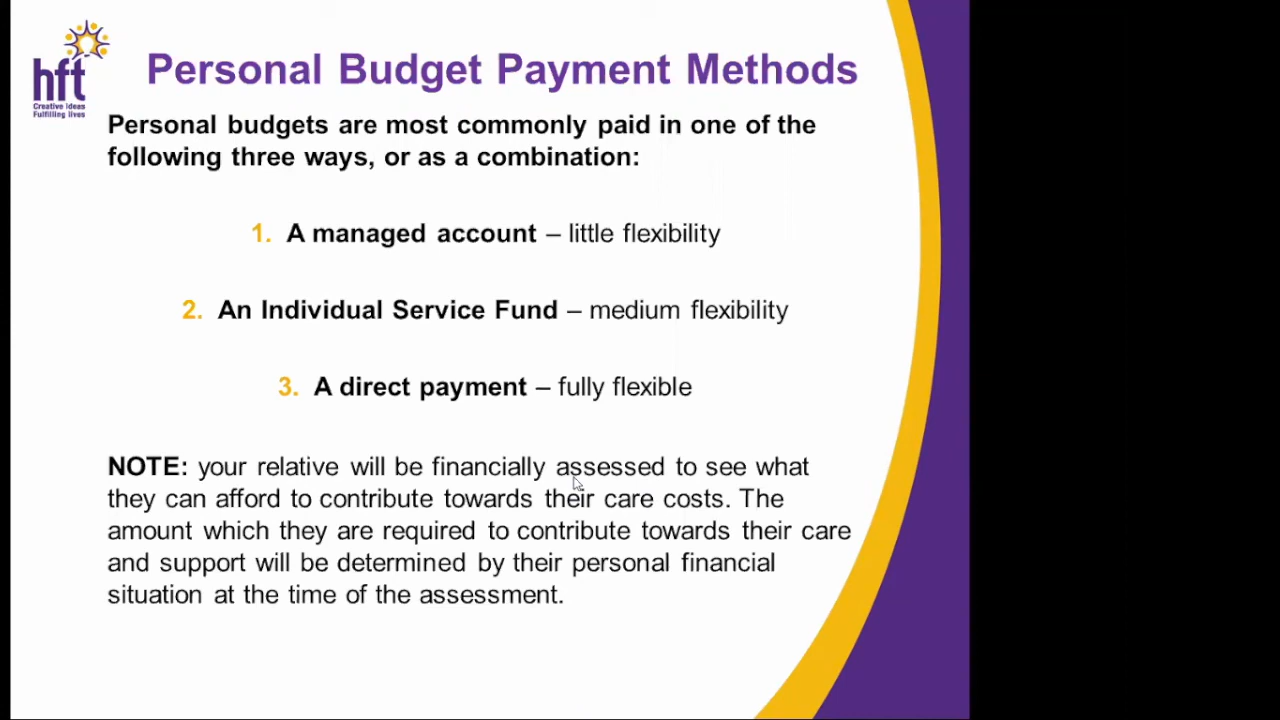 hft
Creative Ideas
Fulfilling lives
Personal Budget Payment Methods
Personal budgets are most commonly paid in one of the
following three ways, or as a combination:
1. A managed account – little flexibility
2. An Individual Service Fund – medium flexibility
3. A direct payment – fully flexible
NOTE: your relative will be financially assessed to see what
they can afford to contribute towards their care costs. The
amount which they are required to contribute towards their care
and support will be determined by their personal financial
situation at the time of the assessment.